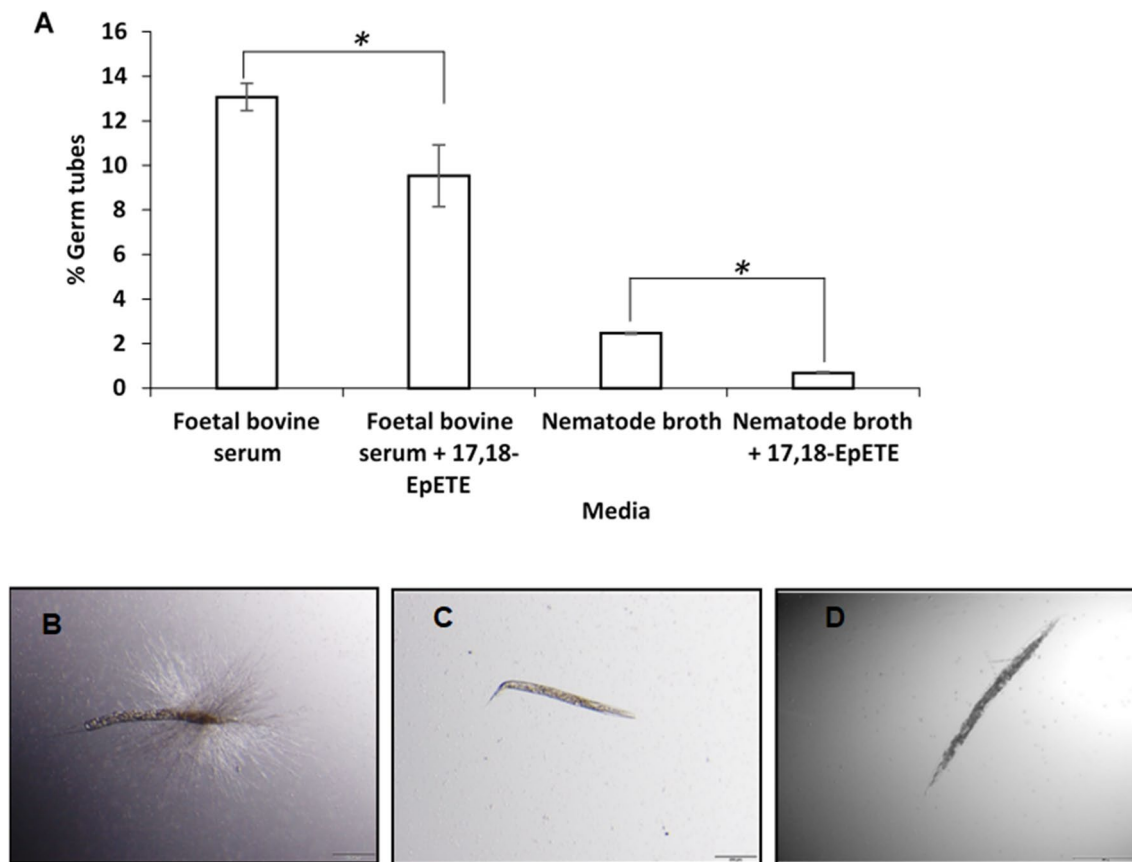 A
16
14
12
10
8
6
4
2
0
% Germ tubes
*
*
Foetal bovine
serum
Foetal bovine
serum + 17,18-
EpETE
Nematode broth
Nematode broth
+ 17,18-EpETE
Media
B
C
D